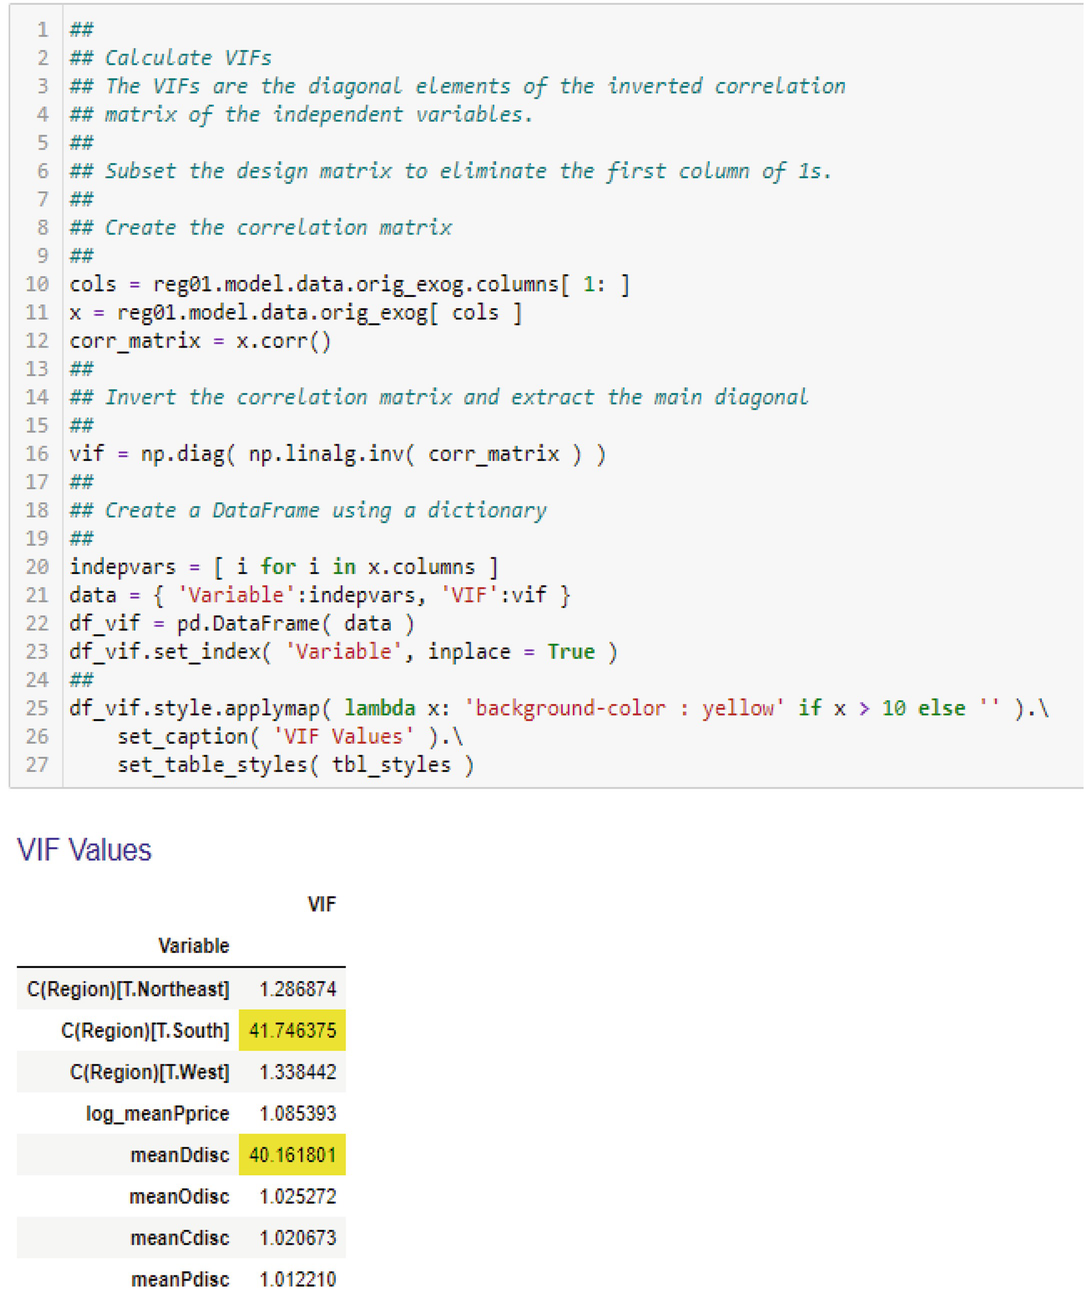 1 ##
2 ## Calculate VIFs
3 ## The VIFs are the diagonal elements of the inverted correlation
4 ## matrix of the independent variables.
5 ##
6 ## Subset the design matrix to eliminate the first column of 1s.
7 ##
8 ## Create the correlation matrix
9 ##
10 cols = reg01.model.data.orig_exog.columns[ 1: ]
11 x = reg01.model.data.orig_exog[ cols ]
12 corr_matrix = x.corr()
13 ##
14 ## Invert the correlation matrix and extract the main diagonal
15 ##
16 vif = np.diag( np.linalg.inv( corr_matrix ) )
17 ##
18 ## Create a DataFrame using a dictionary
19 ##
20 indepvars = [ i for i in x.columns ]
21 data = { 'Variable':indepvars, 'VIF':vif }
22 df_vif = pd.DataFrame( data )
23 df_vif.set_index( 'Variable', inplace = True )
24 ##
25 df_vif.style.applymap( lambda x: 'background-color : yellow' if x > 10 else '' ).\
26     set_caption( 'VIF Values' ).\
27     set_table_styles( tbl_styles )
VIF Values
VIF
Variable
C(Region)[T.Northeast] 1.286874
C(Region)[T.South] 41.746375
C(Region)[T.West] 1.338442
log_meanPprice 1.085393
meanDdisc 40.161801
meanOdisc 1.025272
meanCdisc 1.020673
meanPdisc 1.012210